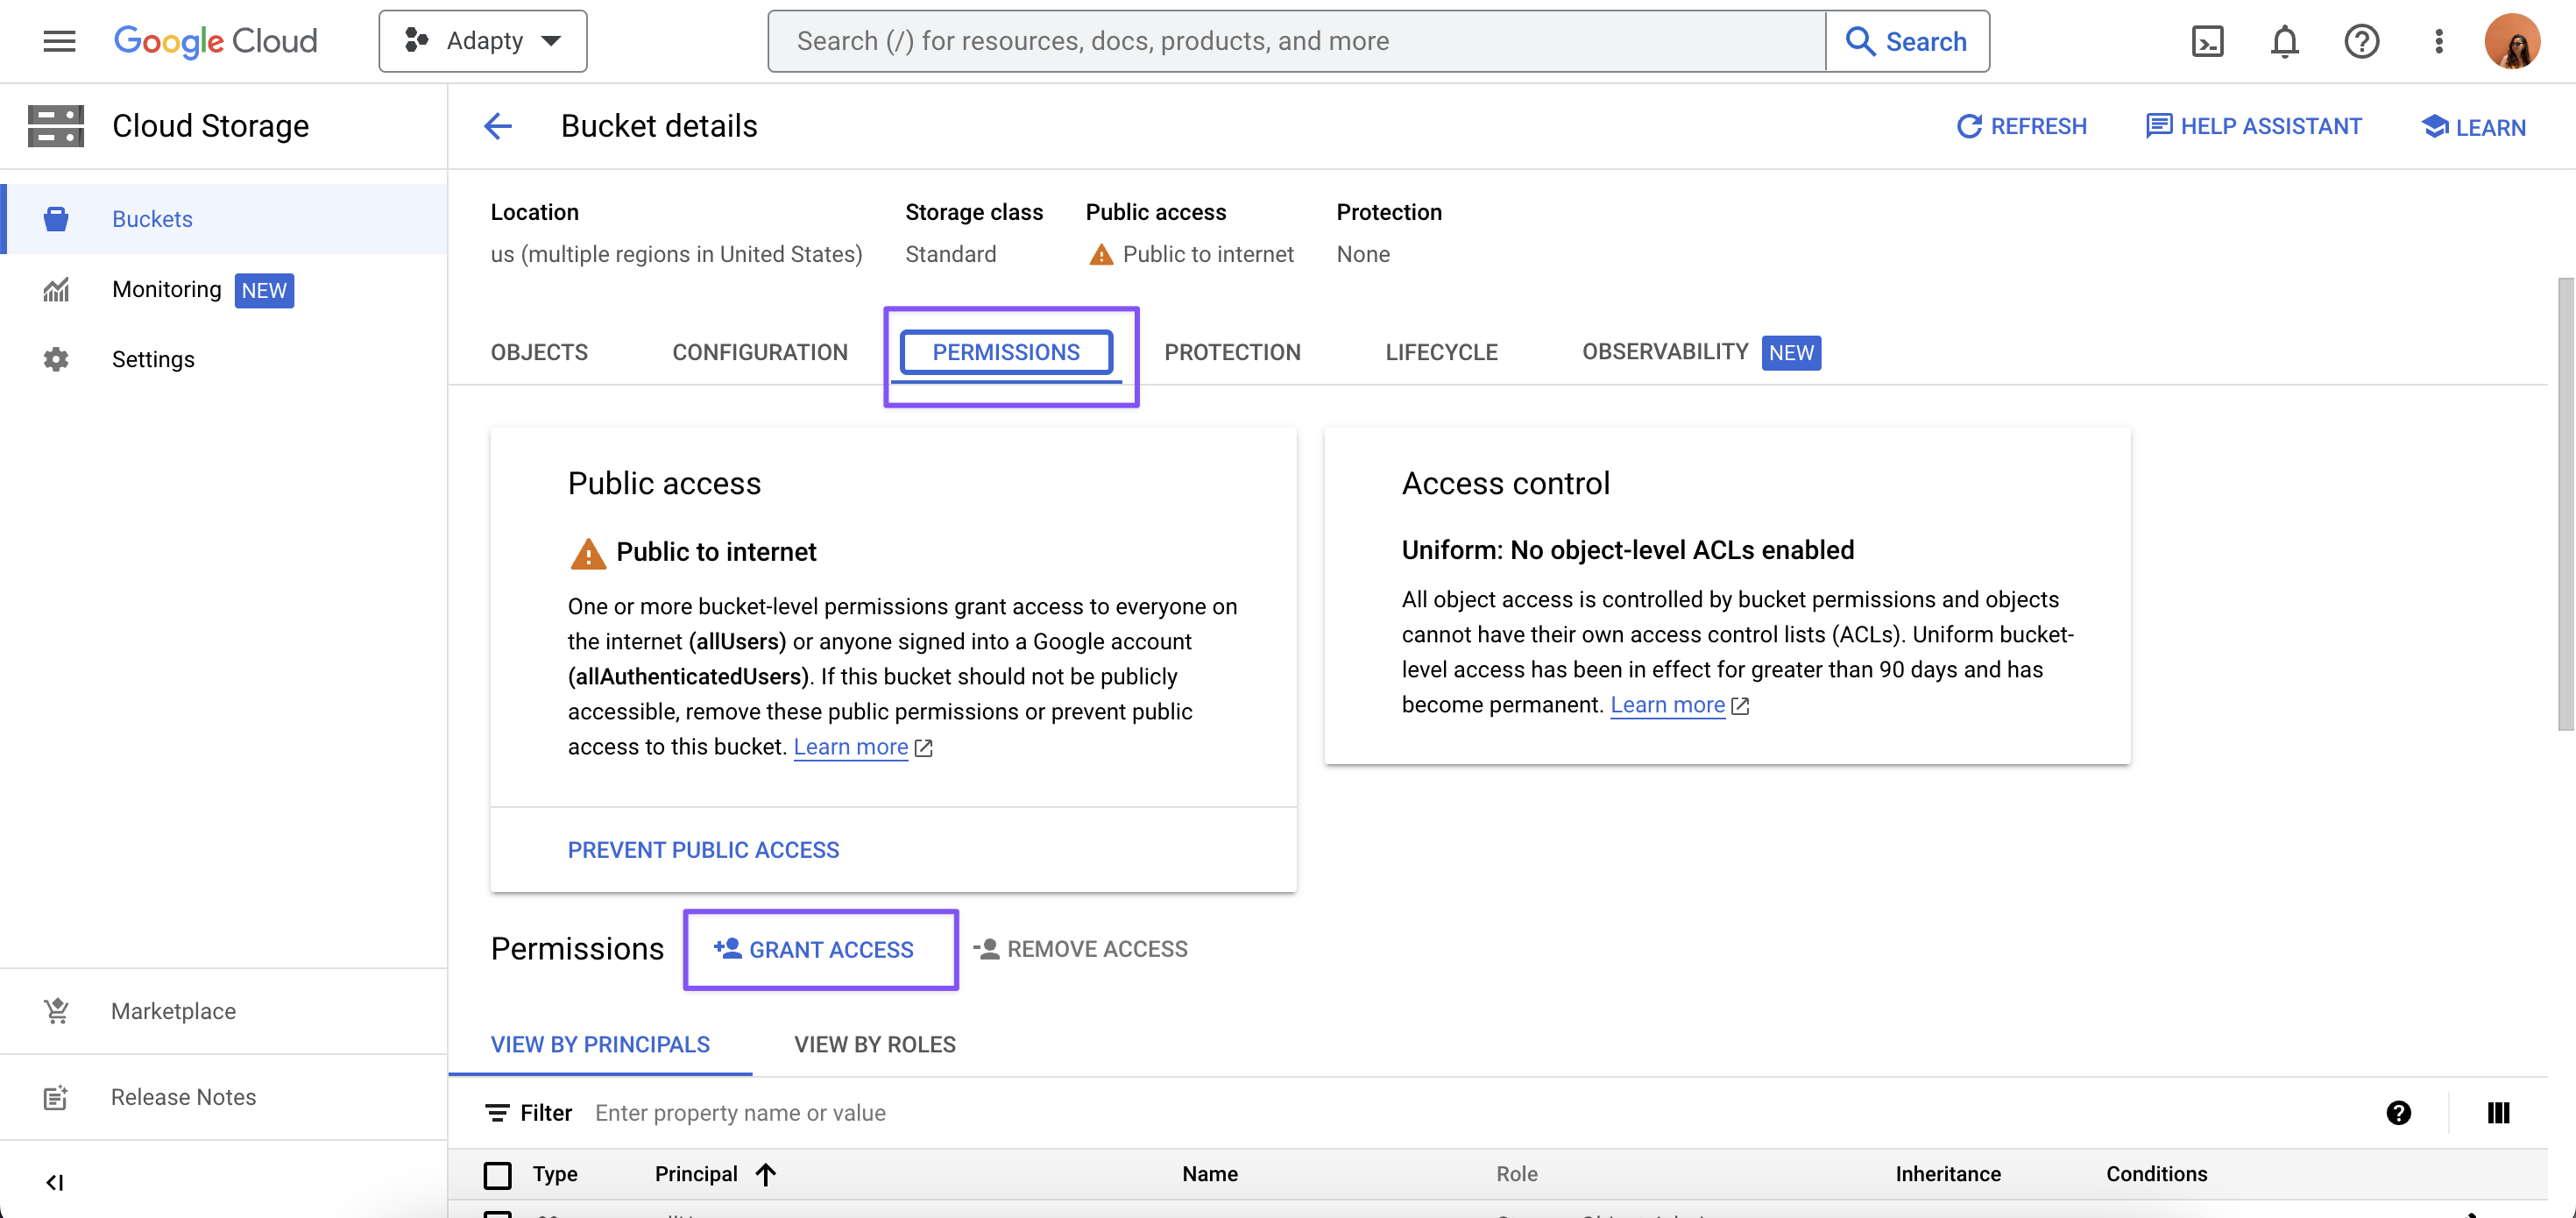 Google Cloud
Adapty
Search (/) for resources, docs, products, and more
Search
Cloud Storage
Bucket details
REFRESH
HELP ASSISTANT
LEARN
Buckets
Monitoring NEW
Settings
Marketplace
Release Notes
Location
us (multiple regions in United States)
Storage class
Standard
Public access
Public to internet
Protection
None
OBJECTS
CONFIGURATION
PERMISSIONS
PROTECTION
LIFECYCLE
OBSERVABILITY NEW
Public access
Public to internet
One or more bucket-level permissions grant access to everyone on
the internet (allUsers) or anyone signed into a Google account
(allAuthenticatedUsers). If this bucket should not be publicly
accessible, remove these public permissions or prevent public
access to this bucket. Learn more
PREVENT PUBLIC ACCESS
Access control
Uniform: No object-level ACLs enabled
All object access is controlled by bucket permissions and objects
cannot have their own access control lists (ACLs). Uniform bucket-
level access has been in effect for greater than 90 days and has
become permanent. Learn more
Permissions
GRANT ACCESS
REMOVE ACCESS
VIEW BY PRINCIPALS
VIEW BY ROLES
Filter
Enter property name or value
Type
Principal
Name
Role
Inheritance
Conditions